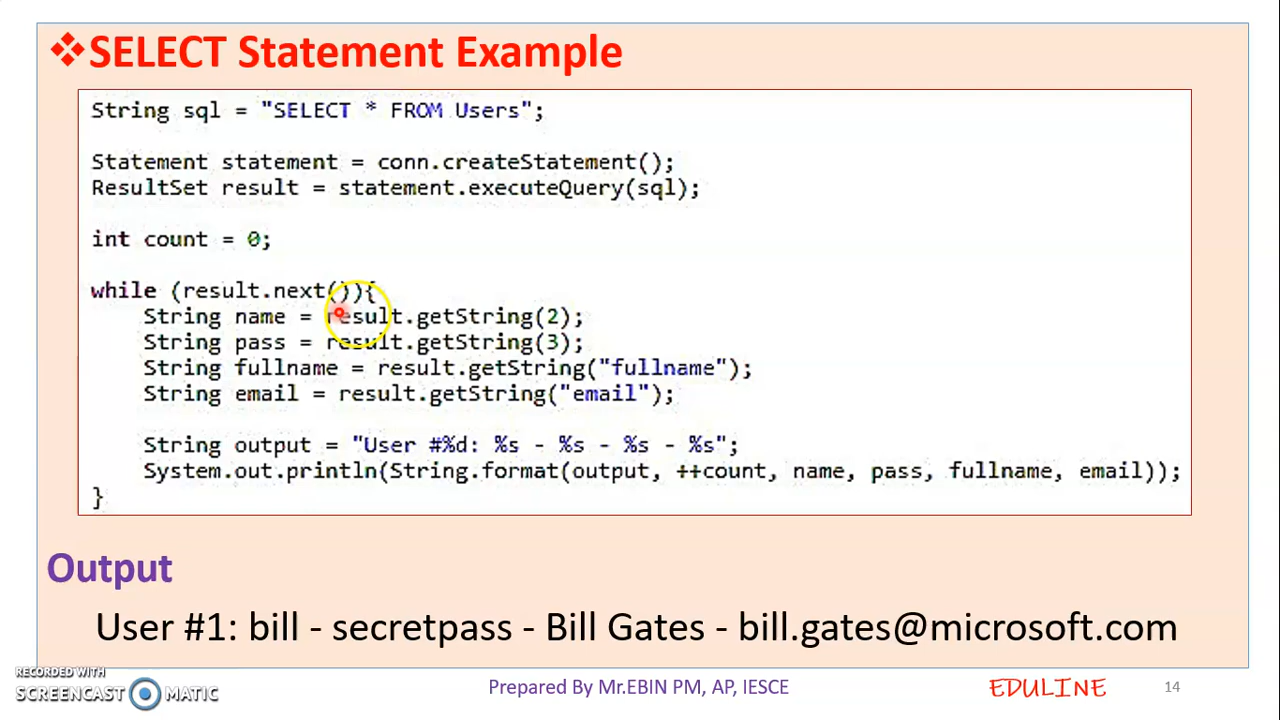 ❖SELECT Statement Example
String sql = "SELECT * FROM Users";
Statement statement = conn.createStatement();
ResultSet result = statement.executeQuery(sql);
int count = 0;
while (result.next()){
String name = result.getString(2);
String pass = result.getString(3);
String fullname = result.getString("fullname");
String email = result.getString("email");
String output = "User #%d: %s - %s - %s - %s";
System.out.println(String.format(output, ++count, name, pass, fullname, email));
}
Output
User #1: bill - secretpass - Bill Gates - bill.gates@microsoft.com
RECORDED WITH
SCREENCAST MATIC
Prepared By Mr.EBIN PM, AP, IESCE
EDULINE
14